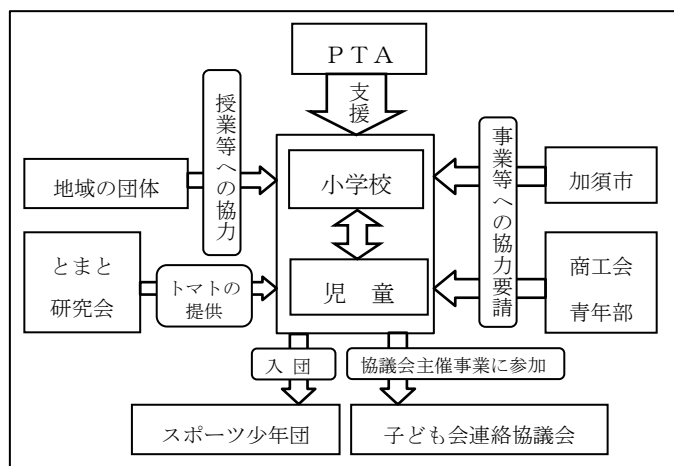 ＰＴＡ
支援
授業等への協力
事業等への協力要請
地域の団体
小学校
加須市
とまと
研究会
トマトの
提供
児　童
商工会
青年部
入 団
協議会主催事業に参加
スポーツ少年団
子ども会連絡協議会